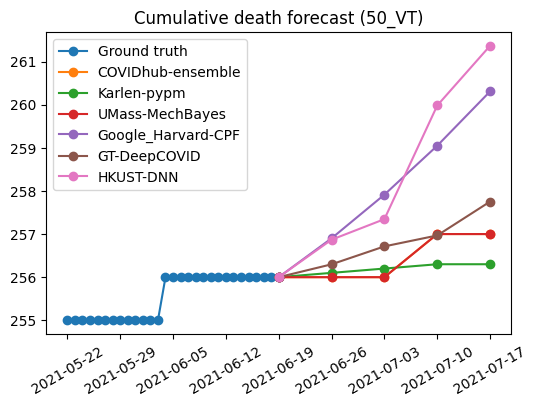 Cumulative death forecast (50_VT)
Ground truth
COVIDhub-ensemble
Karlen-pypm
UMass-MechBayes
Google_Harvard-CPF
GT-DeepCOVID
HKUST-DNN
261
260
259
258
257
256
255
2021-05-22
2021-05-29
2021-06-05
2021-06-12
2021-06-19
2021-06-26
2021-07-03
2021-07-10
2021-07-17